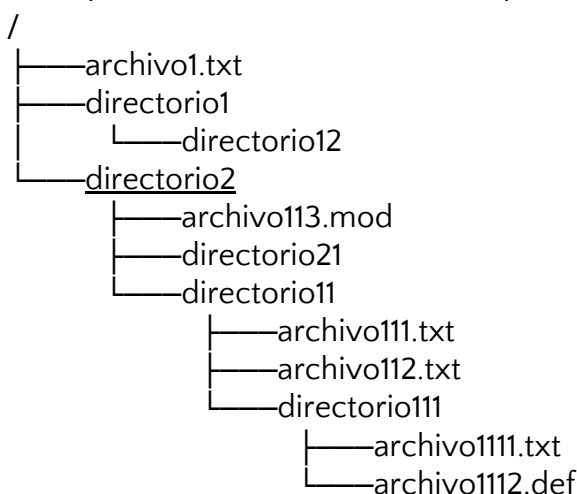 /
archivo1.txt
directorio1
directorio12
directorio2
archivo113.mod
directorio21
directorio11
archivo111.txt
archivo112.txt
directorio111
archivo1111.txt
archivo1112.def